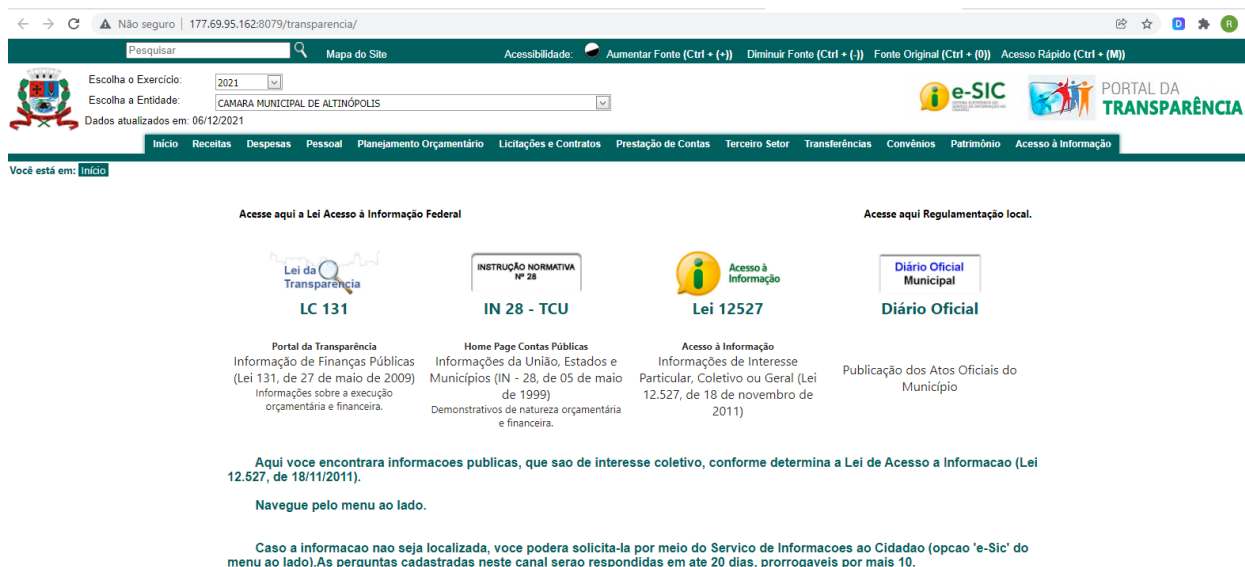 Não seguro | 177.69.95.162:8079/transparencia/
Pesquisar Mapa do Site Acessibilidade: Aumentar Fonte (Ctrl + (+)) Diminuir Fonte (Ctrl + (-)) Fonte Original (Ctrl + (0)) Acesso Rápido (Ctrl + (M))
Escolha o Exercício: 2021
Escolha a Entidade: CAMARA MUNICIPAL DE ALTINÓPOLIS
Dados atualizados em: 06/12/2021
e-SIC
PORTAL DA
TRANSPARÊNCIA
Início Receitas Despesas Pessoal Planejamento Orçamentário Licitações e Contratos Prestação de Contas Terceiro Setor Transferências Convênios Patrimônio Acesso à Informação
Você está em: Início
Acesse aqui a Lei Acesso à Informação Federal
Acesse aqui Regulamentação local.
Lei da
Transparência
LC 131
Portal da Transparência
Informação de Finanças Públicas
(Lei 131, de 27 de maio de 2009)
Informações sobre a execução
orçamentária e financeira.
INSTRUÇÃO NORMATIVA
Nº 28
IN 28 - TCU
Home Page Contas Públicas
Informações da União, Estados e
Municípios (IN - 28, de 05 de maio
de 1999)
Demonstrativos de natureza orçamentária
e financeira.
Acesso à
Informação
Lei 12527
Acesso à Informação
Informações de Interesse
Particular, Coletivo ou Geral (Lei
12.527, de 18 de novembro de
2011)
Diário Oficial
Municipal
Diário Oficial
Publicação dos Atos Oficiais do
Município
Aqui voce encontrara informacoes publicas, que sao de interesse coletivo, conforme determina a Lei de Acesso a Informacao (Lei
12.527, de 18/11/2011).
Navegue pelo menu ao lado.
Caso a informacao nao seja localizada, voce podera solicita-la por meio do Servico de Informacoes ao Cidadao (opcao 'e-Sic' do
menu ao lado).As perguntas cadastradas neste canal serao respondidas em ate 20 dias, prorrogaveis por mais 10.